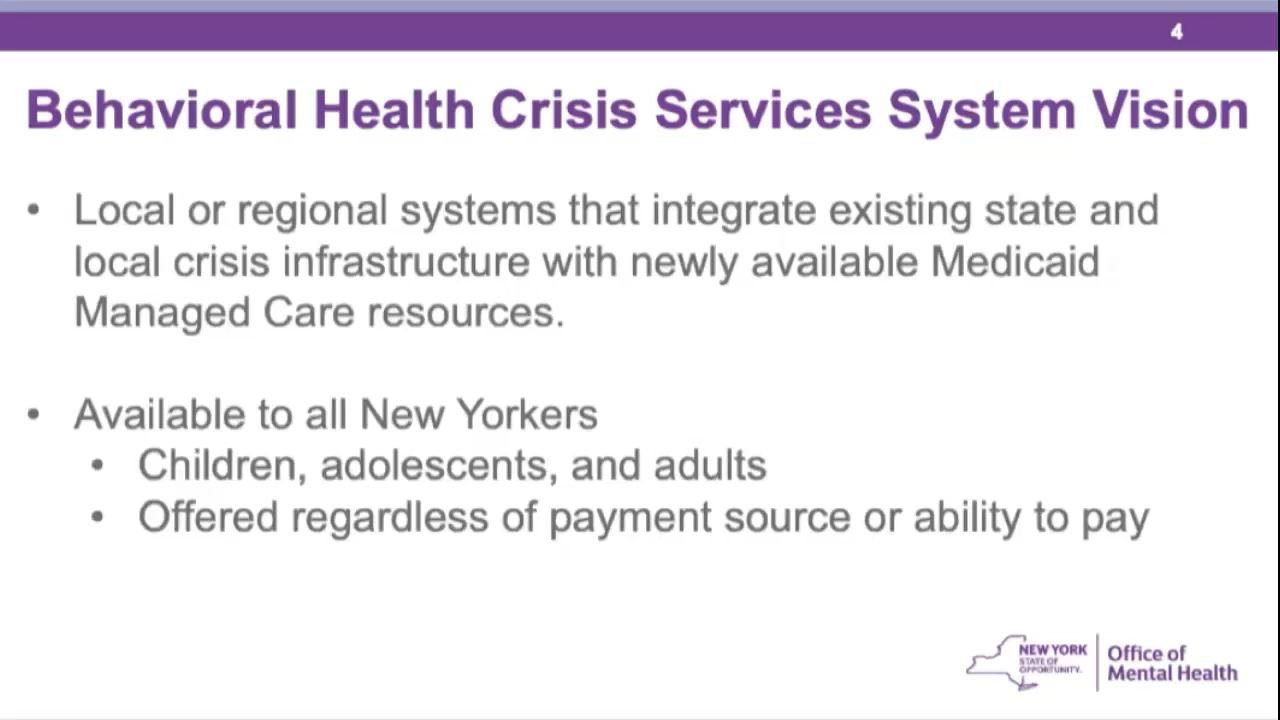 4
Behavioral Health Crisis Services System Vision
• Local or regional systems that integrate existing state and
local crisis infrastructure with newly available Medicaid
Managed Care resources.
• Available to all New Yorkers
• Children, adolescents, and adults
• Offered regardless of payment source or ability to pay
NEW YORK
STATE OF
OPPORTUNITY.
Office of
Mental Health